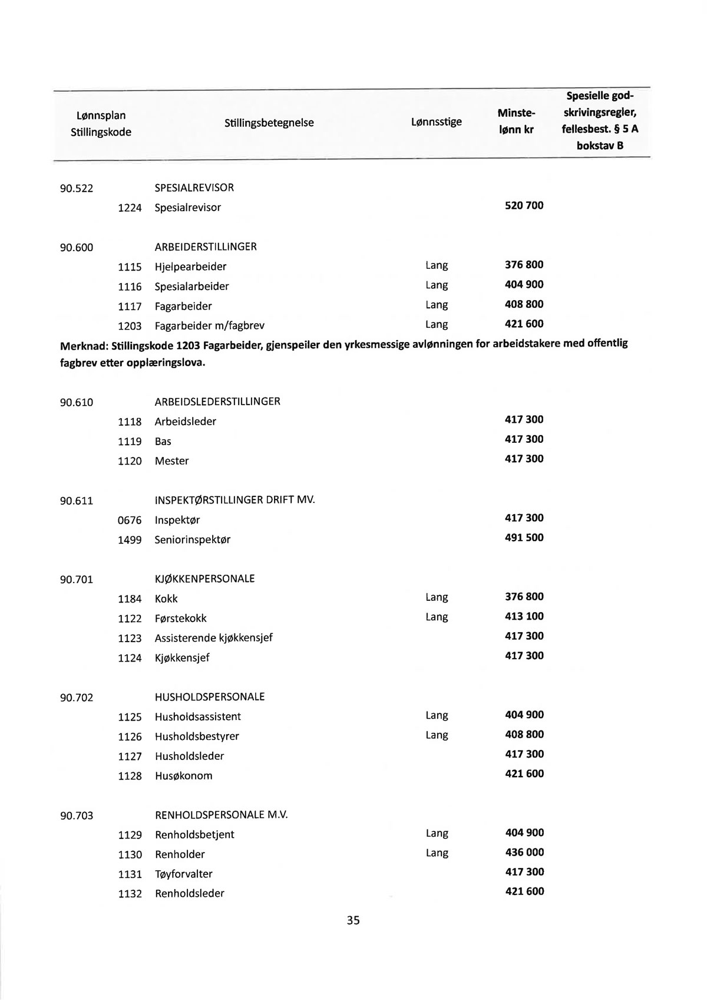 Lønnsplan
Stillingskode
Stillingsbetegnelse
Lønnsstige
Minste-
lønn kr
Spesielle god-
skrivingsregler,
fellesbest. § 5 A
bokstav B
90.522 SPESIALREVISOR
1224 Spesialrevisor 520 700
90.600 ARBEIDERSTILLINGER
1115 Hjelpearbeider Lang 376 800
1116 Spesialarbeider Lang 404 900
1117 Fagarbeider Lang 408 800
1203 Fagarbeider m/fagbrev Lang 421 600
Merknad: Stillingskode 1203 Fagarbeider, gjenspeiler den yrkesmessige avlønningen for arbeidstakere med offentlig
fagbrev etter opplæringslova.
90.610 ARBEIDSLEDERSTILLINGER
1118 Arbeidsleder 417 300
1119 Bas 417 300
1120 Mester 417 300
90.611 INSPEKTØRSTILLINGER DRIFT MV.
0676 Inspektør 417 300
1499 Seniorinspektør 491 500
90.701 KJØKKENPERSONALE
1184 Kokk Lang 376 800
1122 Førstekokk Lang 413 100
1123 Assisterende kjøkkensjef 417 300
1124 Kjøkkensjef 417 300
90.702 HUSHOLDSPERSONALE
1125 Husholdsassistent Lang 404 900
1126 Husholdsbestyrer Lang 408 800
1127 Husholdsleder 417 300
1128 Husøkonom 421 600
90.703 RENHOLDSPERSONALE M.V.
1129 Renholdsbetjent Lang 404 900
1130 Renholder Lang 436 000
1131 Tøyforvalter 417 300
1132 Renholdsleder 421 600
35